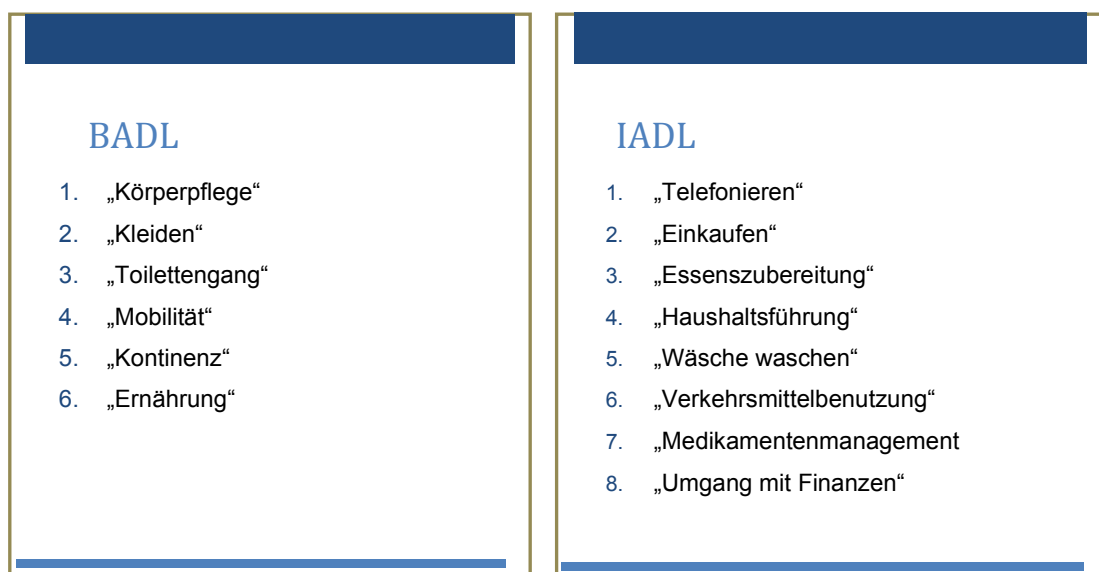 BADL
1. „Körperpflege“
2. „Kleiden“
3. „Toilettengang“
4. „Mobilität“
5. „Kontinenz“
6. „Ernährung“
IADL
1. „Telefonieren“
2. „Einkaufen“
3. „Essenszubereitung“
4. „Haushaltsführung“
5. „Wäsche waschen“
6. „Verkehrsmittelbenutzung“
7. „Medikamentenmanagement
8. „Umgang mit Finanzen“